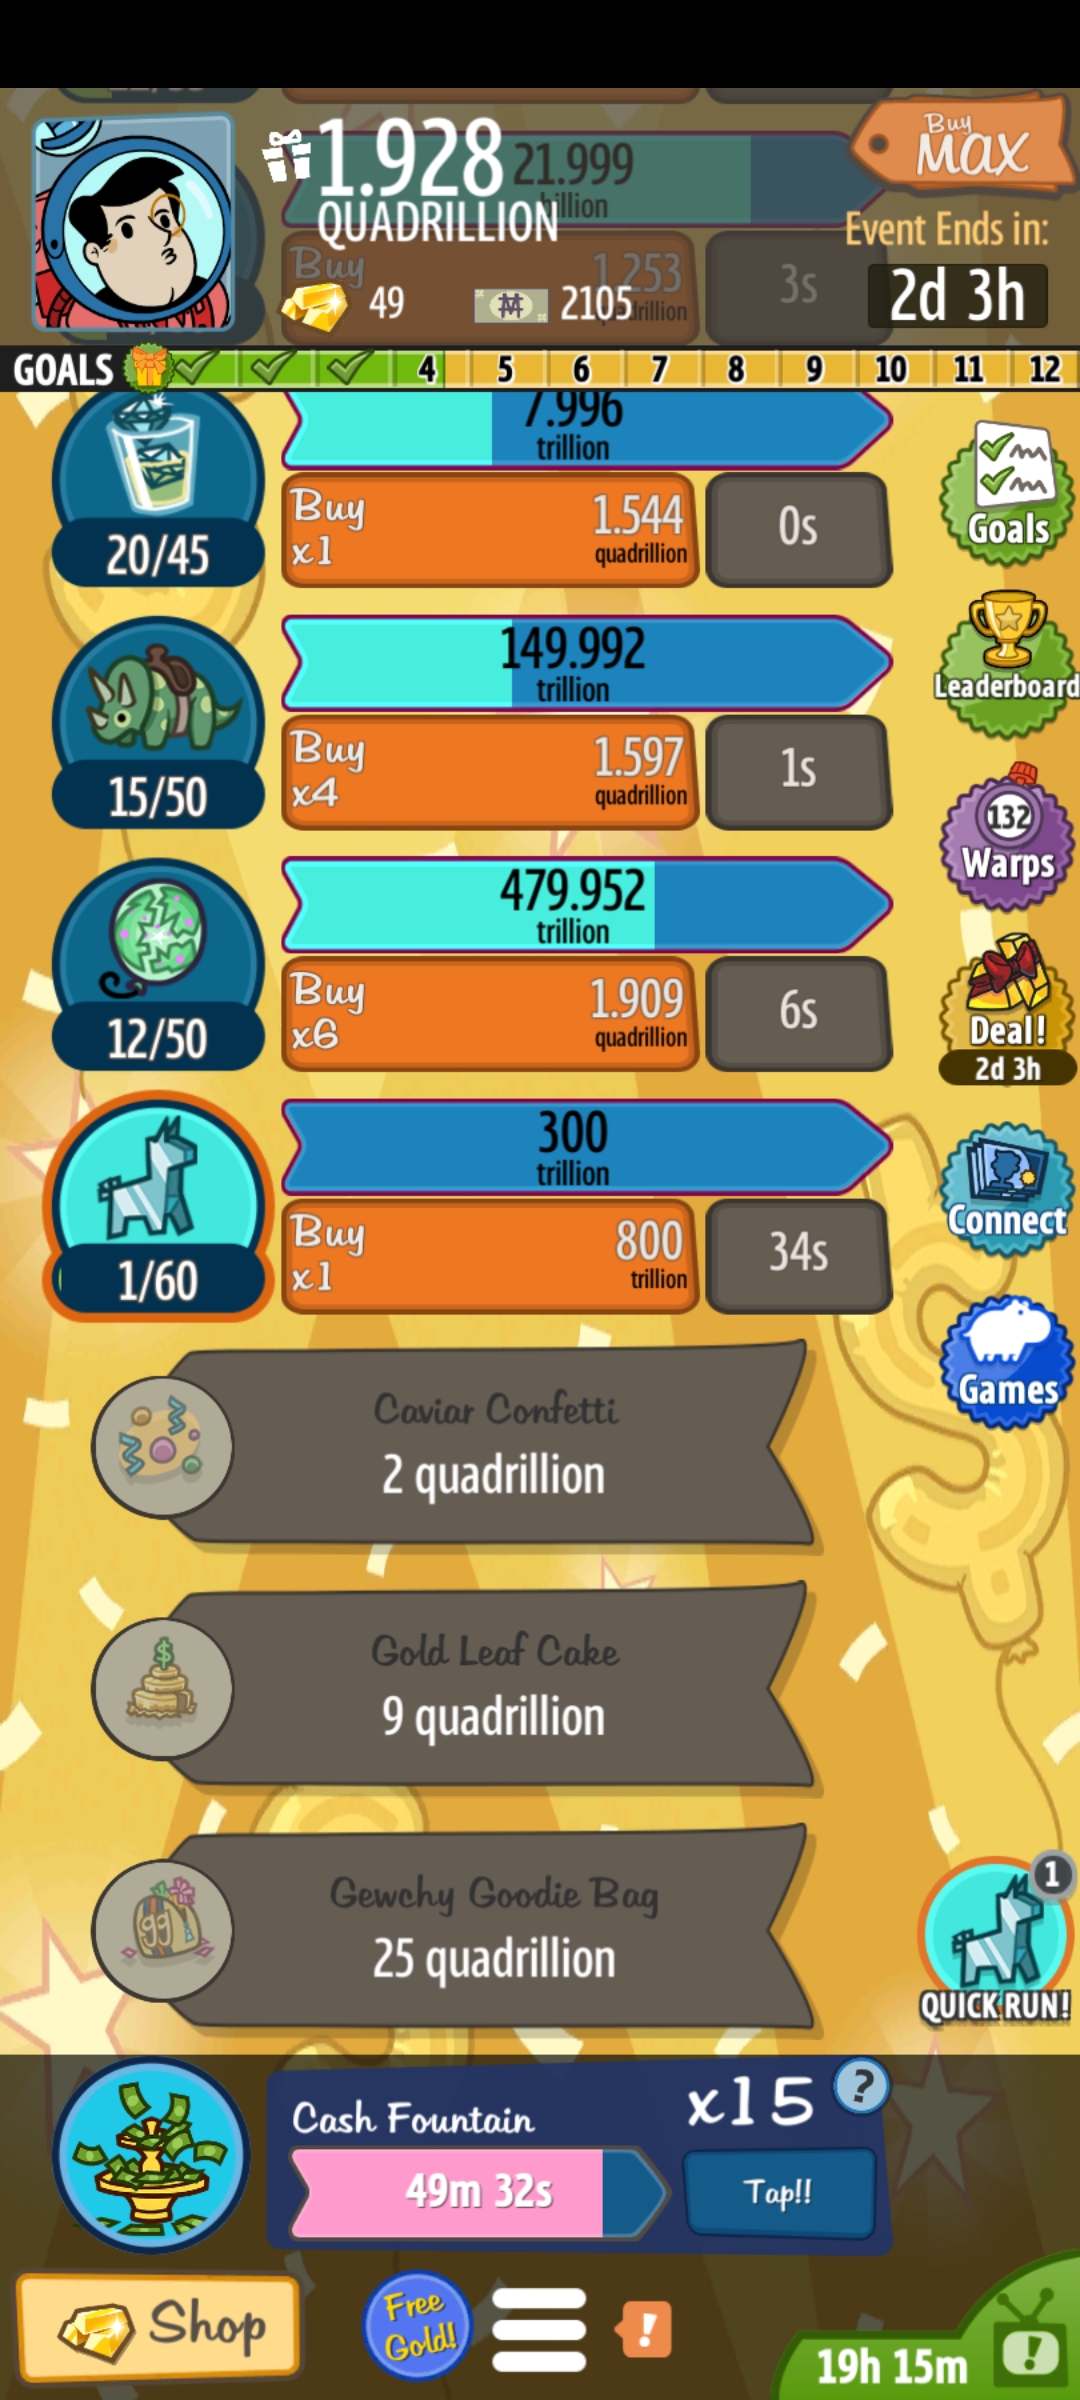 1.928
21.999
billion
QUADRILLION
Buy
MAX
Event Ends in:
2d 3h
Buy
1.253
3s
49
2105
GOALS 4 5 6 7 8 9 10 11 12
7.996
trillion
Buy
x1
1.544
quadrillion
0s
20/45
Goals
149.992
trillion
Buy
x4
1.597
quadrillion
1s
15/50
Leaderboard
132
Warps
479.952
trillion
Buy
x6
1.909
quadrillion
6s
12/50
Deal!
2d 3h
300
trillion
Buy
x1
800
trillion
34s
1/60
Connect
Games
Caviar Confetti
2 quadrillion
Gold Leaf Cake
9 quadrillion
Gewchy Goodie Bag
25 quadrillion
1
QUICK RUN!
Cash Fountain
x15
?
49m 32s
Tap!!
Shop
Free
Gold!
!
19h 15m
!